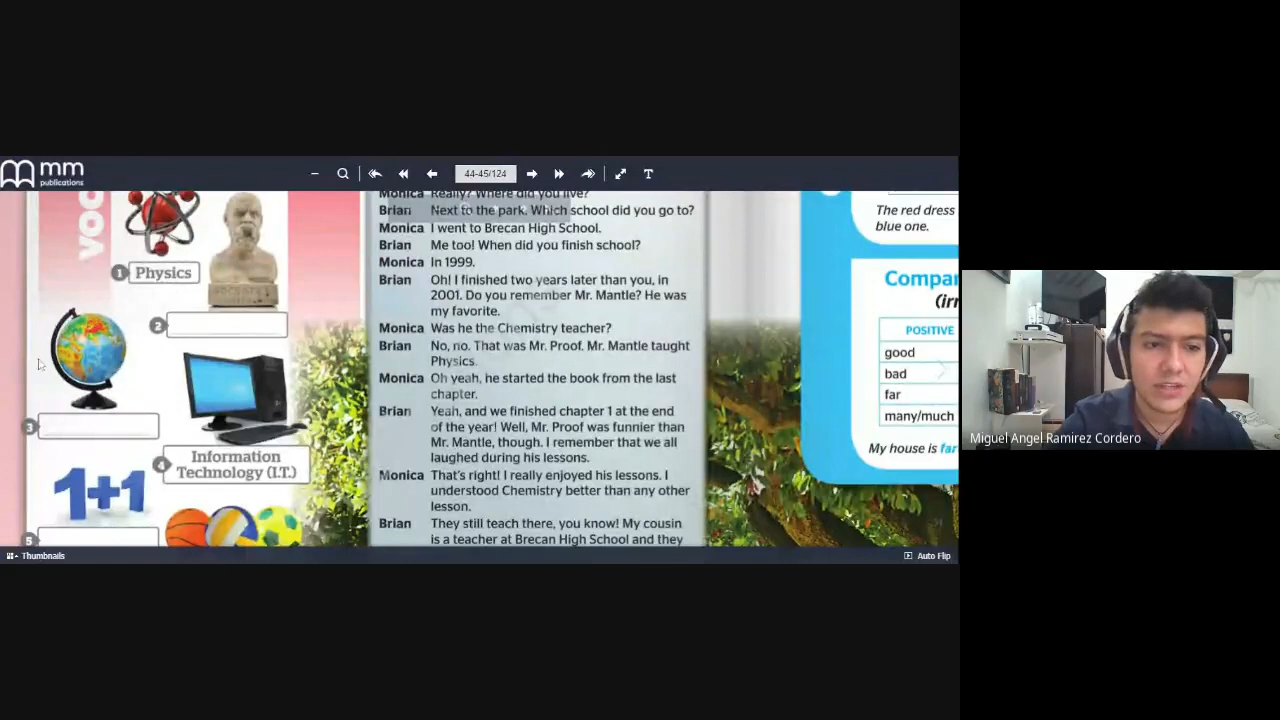 mm
publications
44-45/124
T
VOC
1 Physics
2
3
4 Information
Technology (I.T.)
5
1+1
Monica Really? Where did you live?
Brian Next to the park. Which school did you go to?
Monica I went to Brecan High School.
Brian Me too! When did you finish school?
Monica In 1999.
Brian Oh! I finished two years later than you, in
2001. Do you remember Mr. Mantle? He was
my favorite.
Monica Was he the Chemistry teacher?
Brian No, no. That was Mr. Proof. Mr. Mantle taught
Physics.
Monica Oh yeah, he started the book from the last
chapter.
Brian Yeah, and we finished chapter 1 at the end
of the year! Well, Mr. Proof was funnier than
Mr. Mantle, though. I remember that we all
laughed during his lessons.
Monica That's right! I really enjoyed his lessons. I
understood Chemistry better than any other
lesson.
Brian They still teach there, you know! My cousin
is a teacher at Brecan High School and they
The red dress
blue one.
Compar
(irr
POSITIVE
good
bad
far
many/much
My house is far
Thumbnails
Auto Flip
Miguel Angel Ramirez Cordero